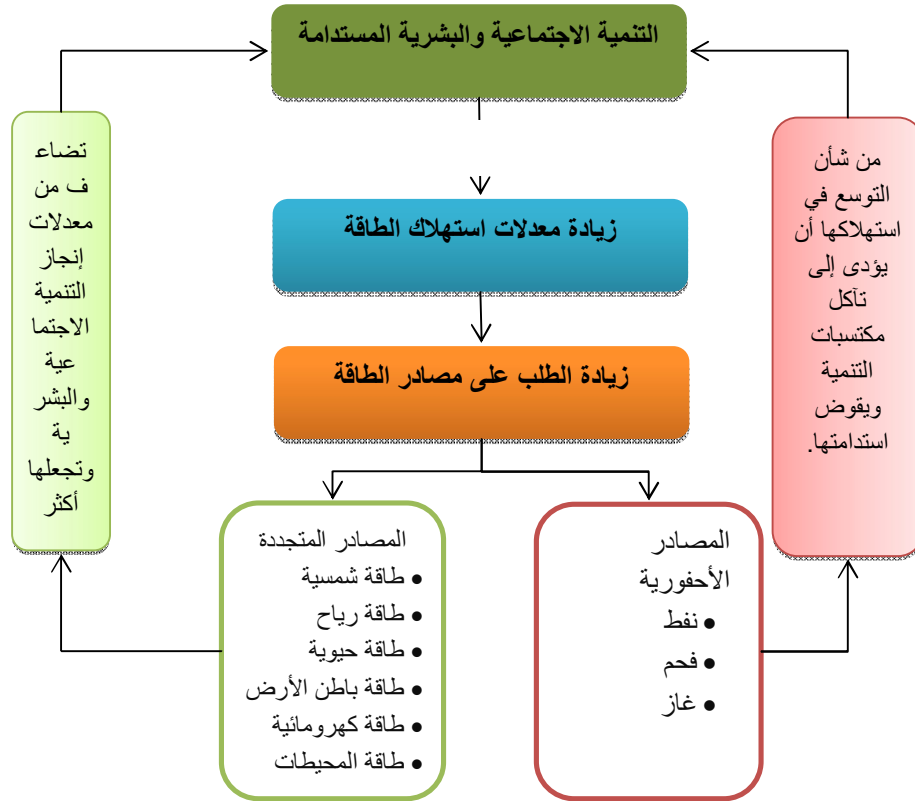 التنمية الاجتماعية والبشرية المستدامة
من شأن
التوسع في
استهلاكها أن
يؤدى إلى
تآكل
مكتسبات
التنمية
ويقوض
استدامتها.
تضاع
ف من
معدلات
إنجاز
التنمية
الاجتما
عية
والبشر
ية
وتجعلها
أكثر
زيادة معدلات استهلاك الطاقة
زيادة الطلب على مصادر الطاقة
المصادر
الأحفورية
• نفط
• فحم
• غاز
المصادر المتجددة
• طاقة شمسية
• طاقة رياح
• طاقة حيوية
• طاقة باطن الأرض
• طاقة كهرومائية
• طاقة المحيطات